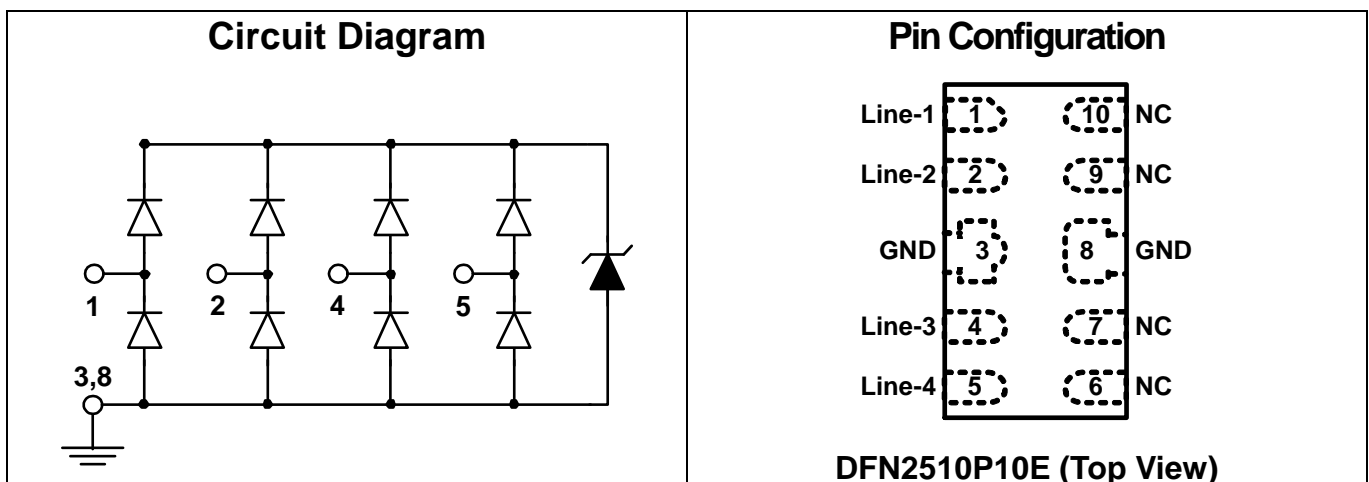 Circuit Diagram
1
2
4
5
3,8
Pin Configuration
Line-1 1 10 NC
Line-2 2 9 NC
GND 3 8 GND
Line-3 4 7 NC
Line-4 5 6 NC
DFN2510P10E (Top View)